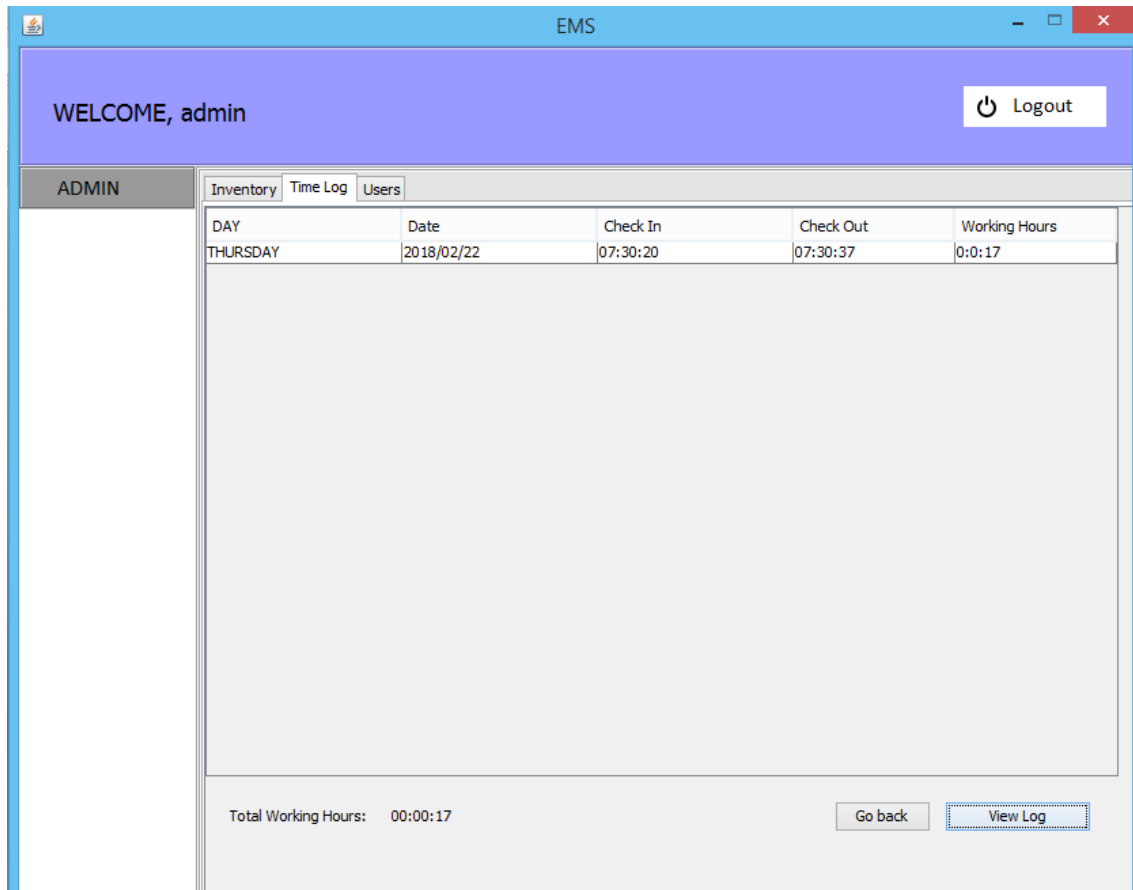 EMS
WELCOME, admin
Logout
ADMIN
Inventory Time Log Users
DAY Date Check In Check Out Working Hours
THURSDAY 2018/02/22 07:30:20 07:30:37 0:0:17
Total Working Hours: 00:00:17 Go back View Log